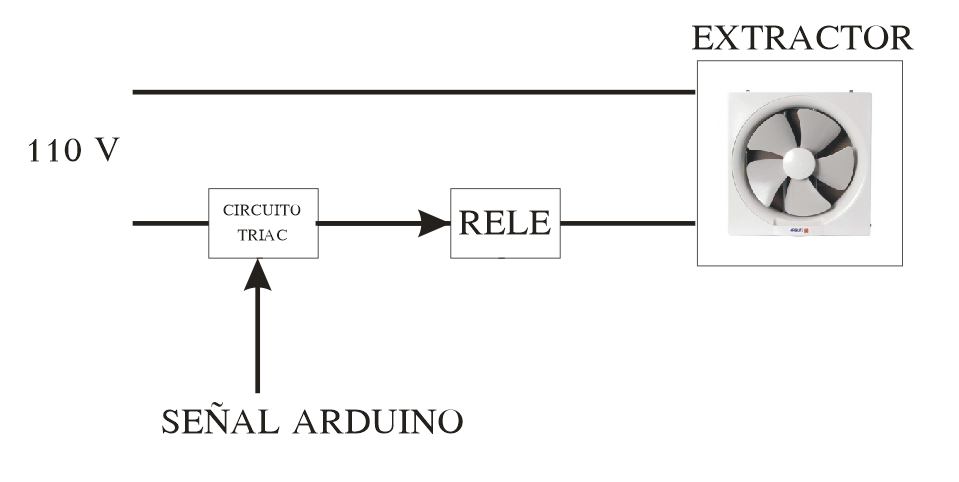 EXTRACTOR
110 V
CIRCUITO
TRIAC
RELE
SEÑAL ARDUINO